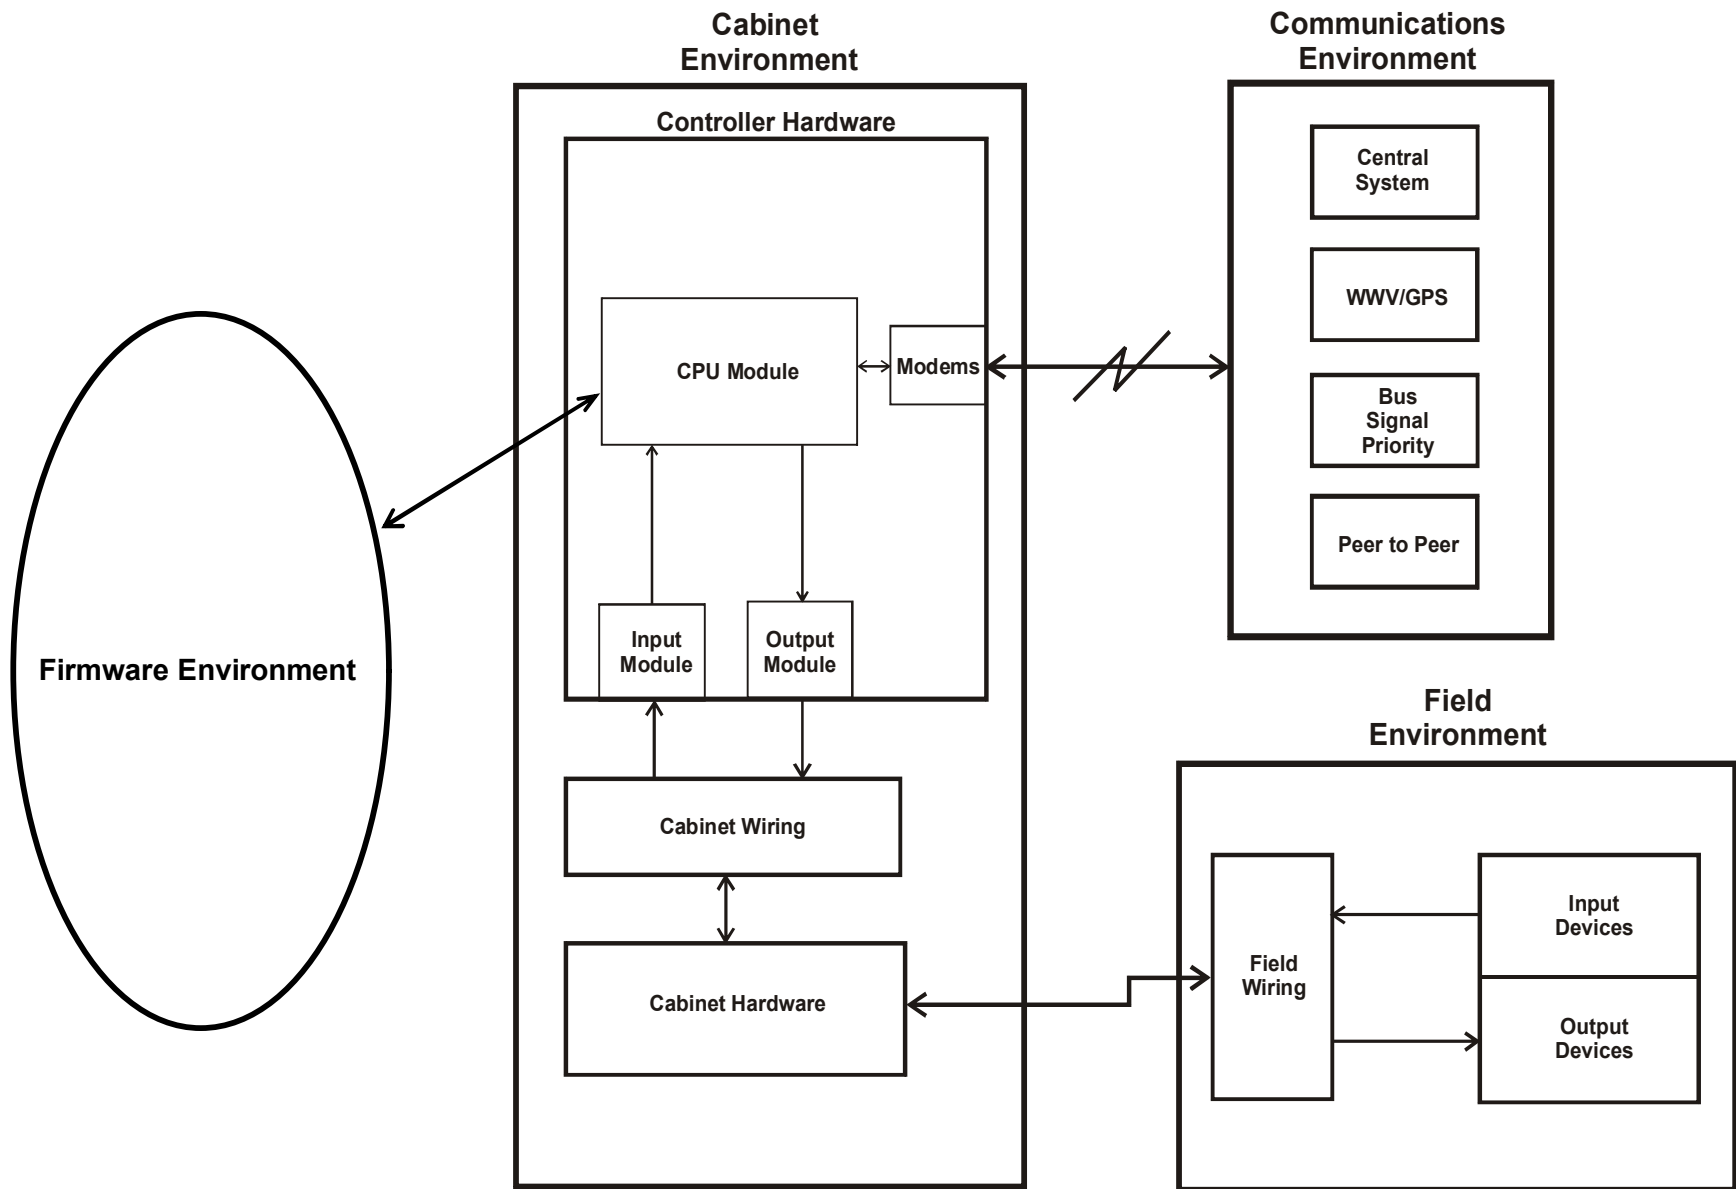 Cabinet
Environment
Communications
Environment
Controller Hardware
Central
System
WWV/GPS
CPU Module
Modems
Bus
Signal
Priority
Peer to Peer
Input
Module
Output
Module
Firmware Environment
Field
Environment
Cabinet Wiring
Input
Devices
Field
Wiring
Cabinet Hardware
Output
Devices